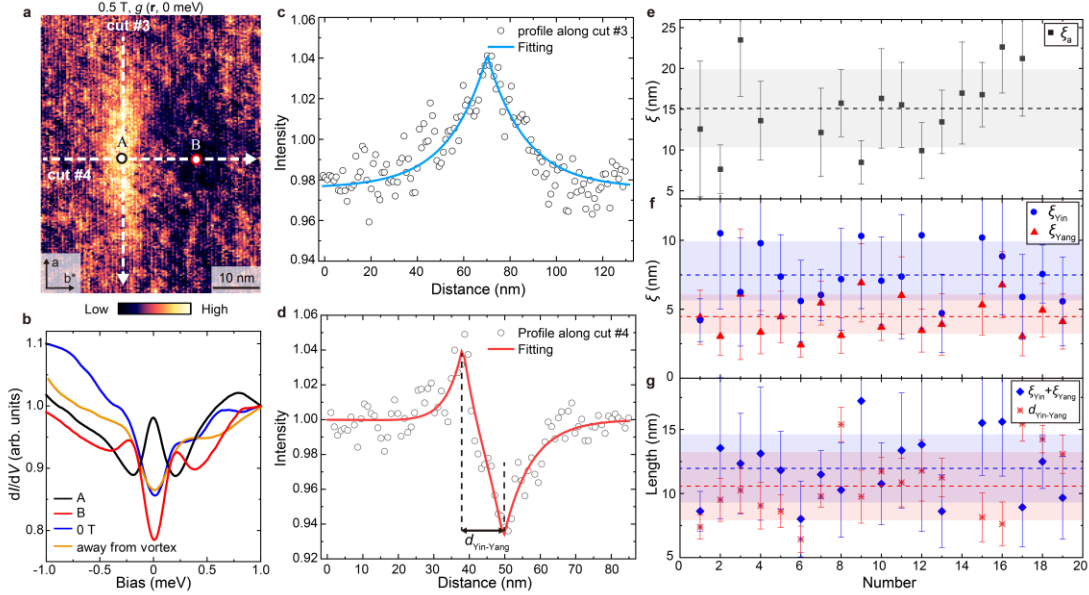 a
0.5 T, g (r, 0 meV)
cut #3
A
B
cut #4
a
b*
10 nm
Low High
b
dI/dV (arb. units)
1.1
1.0
0.9
0.8
A
B
0 T
away from vortex
-1.0 -0.5 0 0.5 1.0
Bias (meV)
c
Intensity
1.06
1.04
1.02
1.00
0.98
0.96
profile along cut #3
Fitting
0 20 40 60 80 100 120
Distance (nm)
d
Intensity
1.06
1.04
1.02
1.00
0.98
0.96
0.94
0.92
Profile along cut #4
Fitting
dYin-Yang
0 10 20 30 40 50 60 70 80
Distance (nm)
e
ξ (nm)
25
20
15
10
5
ξa
f
ξ (nm)
10
5
0
ξYin
ξYang
g
Length (nm)
15
10
5
ξYin+ξYang
dYin-Yang
0 2 4 6 8 10 12 14 16 18 20
Number